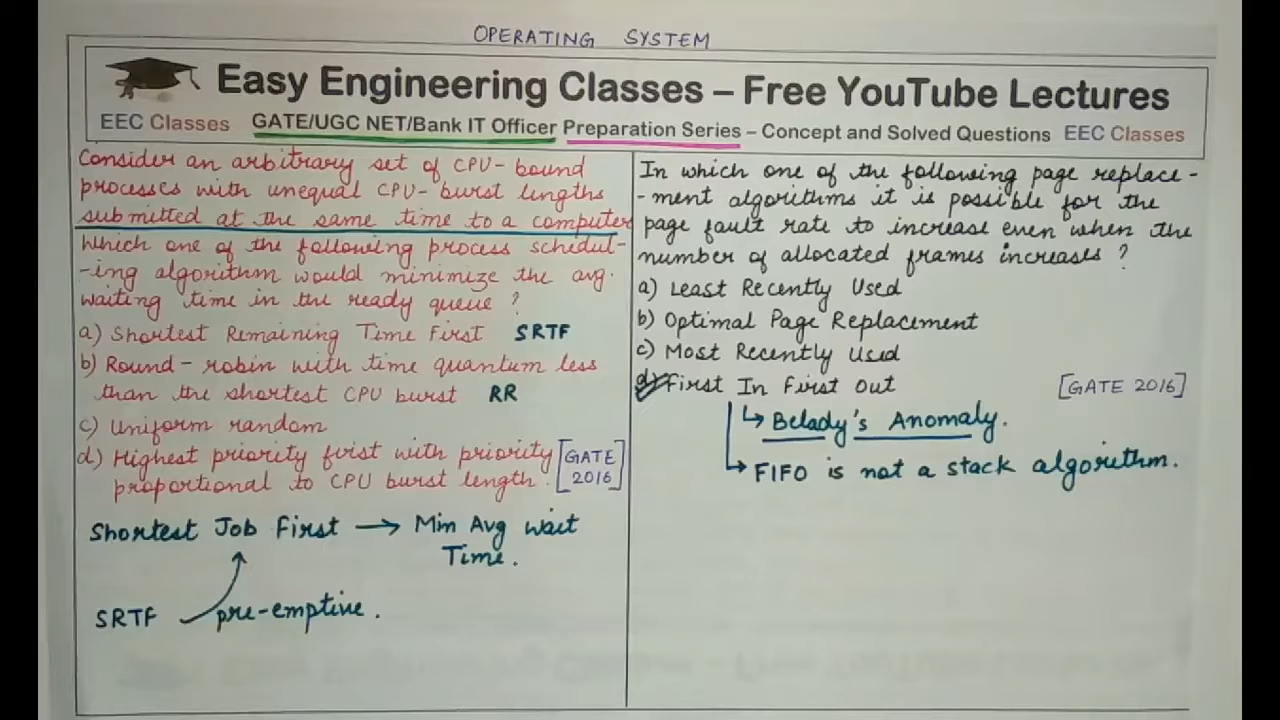 OPERATING SYSTEM
Easy Engineering Classes – Free YouTube Lectures
EEC Classes GATE/UGC NET/Bank IT Officer Preparation Series – Concept and Solved Questions EEC Classes
Consider an arbitrary set of CPU-bound
processes with unequal CPU-burst lengths
submitted at the same time to a computer
Which one of the following process schedul-
-ing algorithm would minimize the avg.
waiting time in the ready queue ?
a) Shortest Remaining Time First SRTF
b) Round-robin with time quantum less
than the shortest CPU burst RR
c) Uniform random
d) Highest priority first with priority
proportional to CPU burst length.
[GATE
2016]
Shortest Job First → Min Avg wait
Time.
SRTF pre-emptive.
In which one of the following page replace-
-ment algorithms it is possible for the
page fault rate to increase even when the
number of allocated frames increases ?
a) Least Recently Used
b) Optimal Page Replacement
c) Most Recently Used
d) First In First Out [GATE 2016]
↳ Belady's Anomaly.
↳ FIFO is not a stack algorithm.